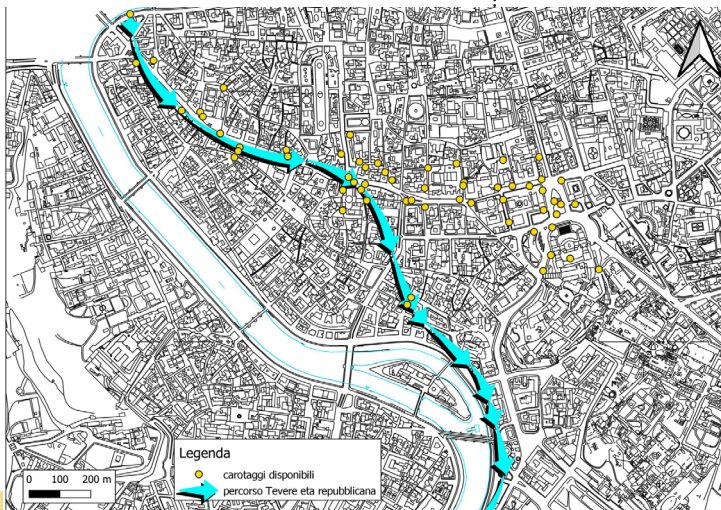 Legenda
carotaggi disponibili
percorso Tevere eta repubblicana
0 100 200 m